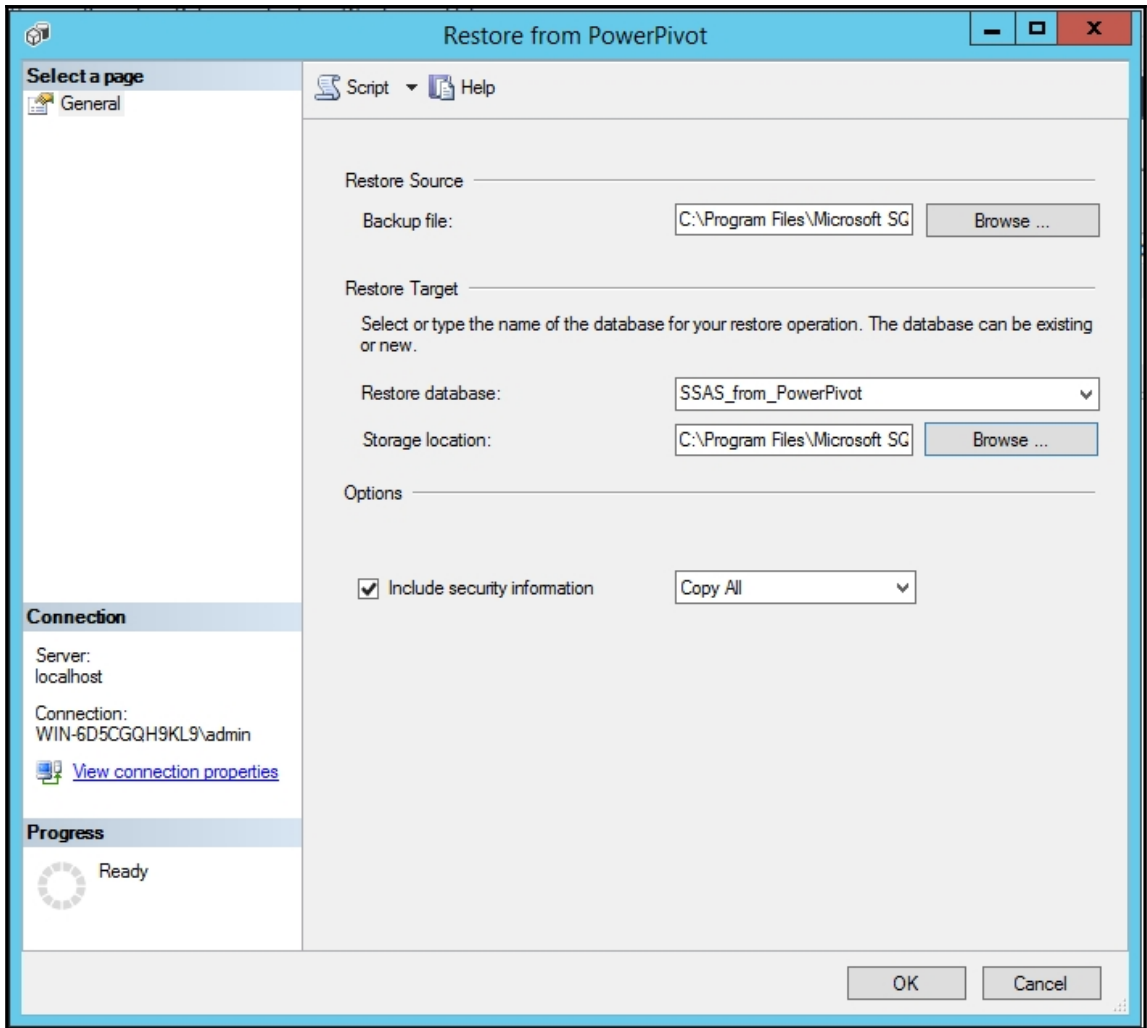 Restore from PowerPivot
Select a page
General
Script
Help
Restore Source
Backup file:
C:\Program Files\Microsoft SQ
Browse ...
Restore Target
Select or type the name of the database for your restore operation. The database can be existing
or new.
Restore database:
SSAS_from_PowerPivot
Storage location:
C:\Program Files\Microsoft SQ
Browse ...
Options
Include security information
Copy All
Connection
Server:
localhost
Connection:
WIN-6D5CGQH9KL9\admin
View connection properties
Progress
Ready
OK
Cancel